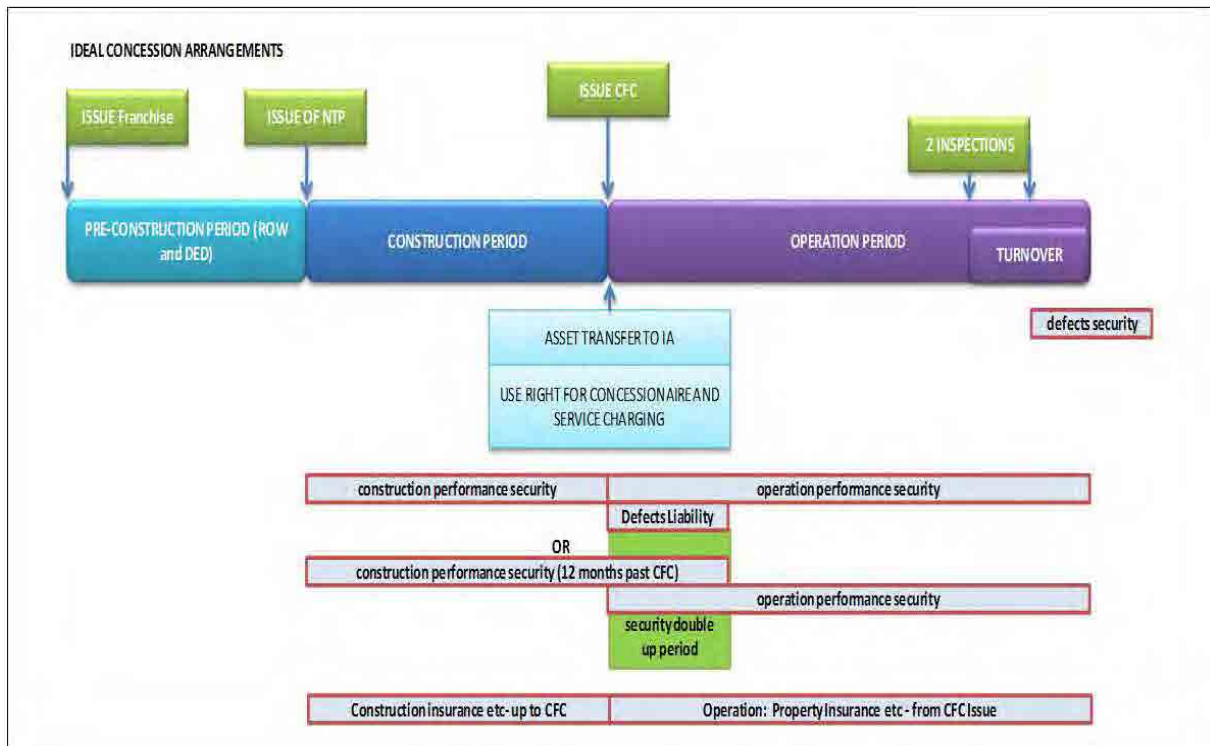 IDEAL CONCESSION ARRANGEMENTS
ISSUE CFC
ISSUE Franchise
ISSUE OF NTP
2 INSPECTIONS
PRE-CONSTRUCTION PERIOD (ROW
and DED)
CONSTRUCTION PERIOD
OPERATION PERIOD
TURNOVER
defects security
ASSET TRANSFER TO IA
USE RIGHT FOR CONCESSIONAIRE AND
SERVICE CHARGING
construction performance security
operation performance security
Defects Liability
OR
construction performance security (12 months past CFC)
operation performance security
security double
up period
Construction insurance etc- up to CFC
Operation: Property Insurance etc - from CFC Issue